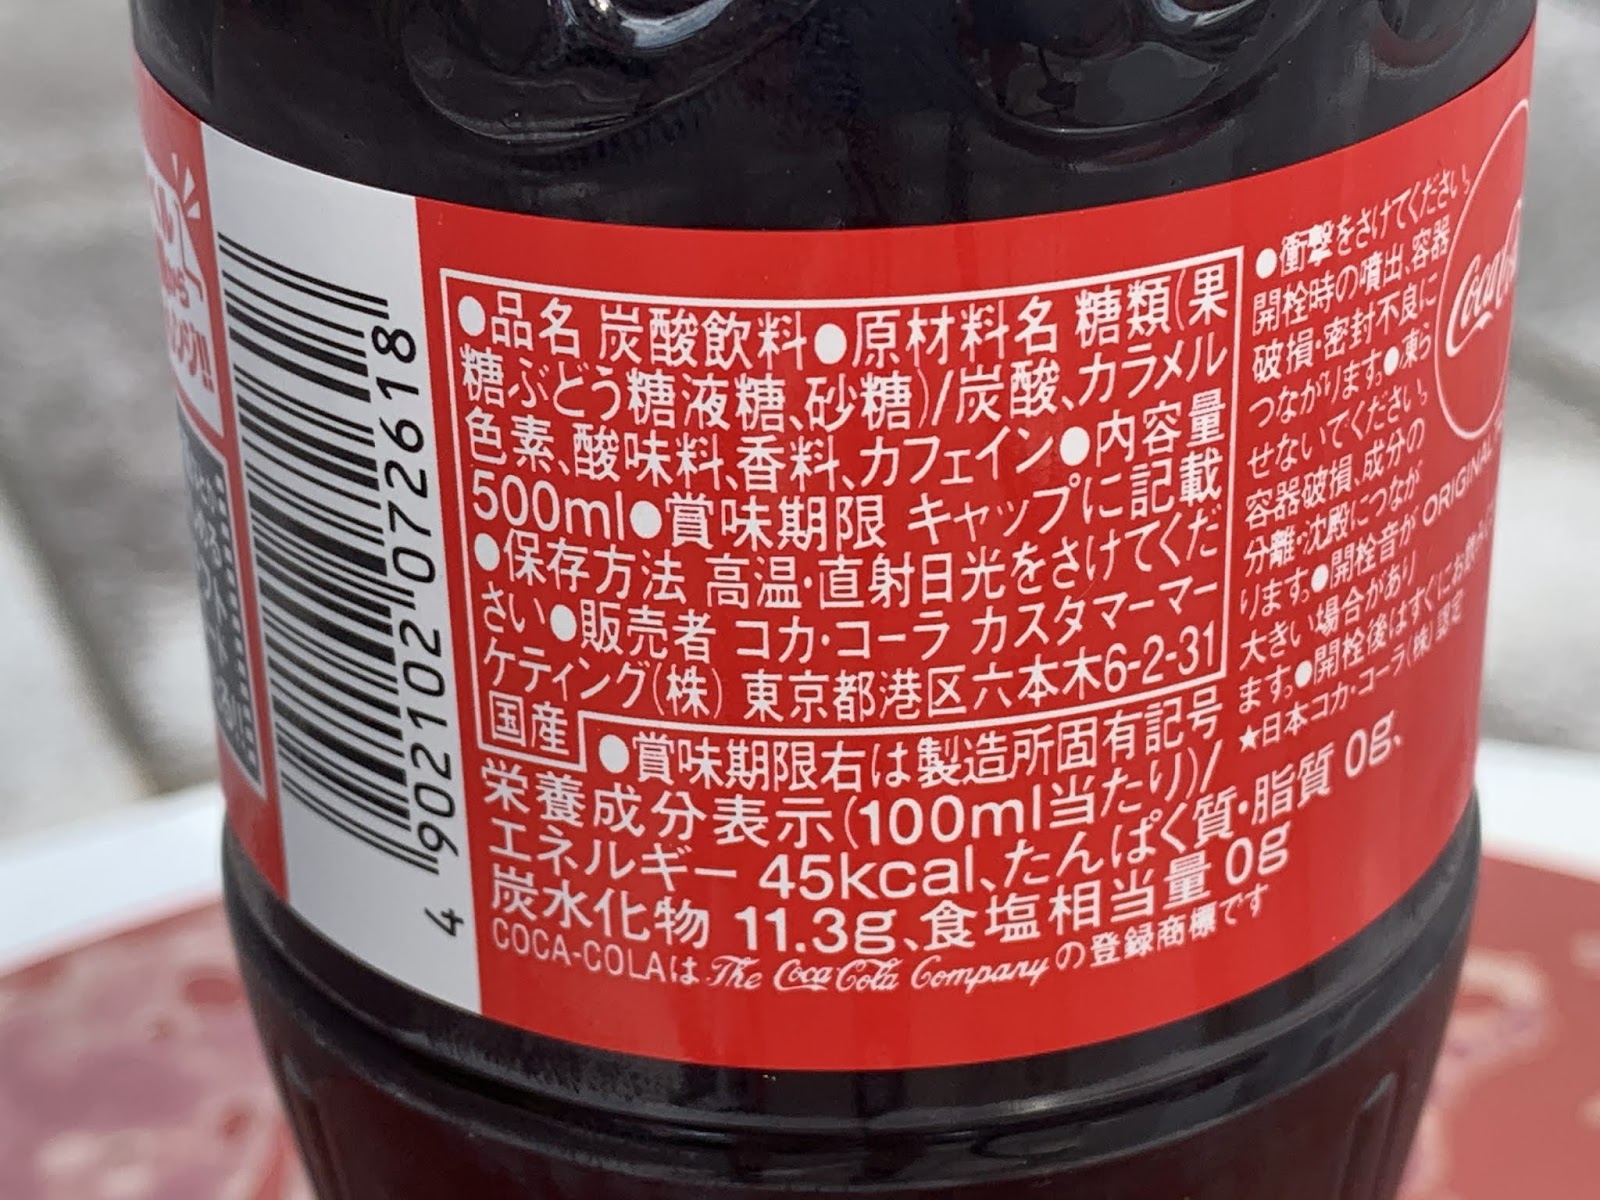 ●品名 炭酸飲料●原材料名 糖類(果
糖ぶどう糖液糖、砂糖)/炭酸、カラメル
色素、酸味料、香料、カフェイン●内容量
500ml●賞味期限 キャップに記載
●保存方法 高温・直射日光をさけてくだ
さい●販売者 コカ・コーラ カスタマーマー
ケティング(株) 東京都港区六本木6-2-31
国産
●賞味期限右は製造所固有記号
栄養成分表示(100ml当たり)/
エネルギー 45kcal、たんぱく質・脂質 0g、
炭水化物 11.3g、食塩相当量 0g
COCA-COLAは The Coca-Cola Company の登録商標です
●衝撃をさけてください。
開栓時の噴出、容器
破損・密封不良に
つながります。●凍ら
せないでください。
容器破損、成分の
分離・沈殿につなが
ります。●開栓音が
大きい場合があり
ます。●開栓後はすぐにお飲み
★日本コカ・コーラ(株)認定
Coca-Cola
ORIGINAL
4 902102 072618